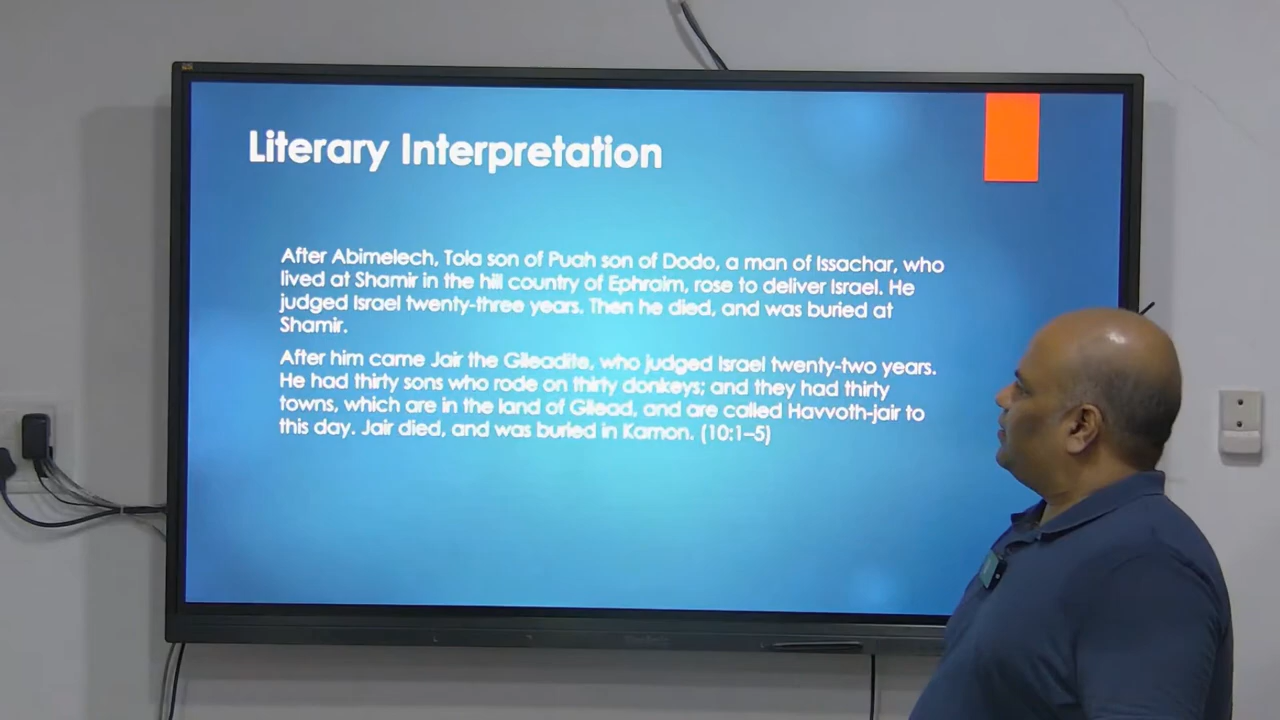 Literary Interpretation
After Abimelech, Tola son of Puah son of Dodo, a man of Issachar, who
lived at Shamir in the hill country of Ephraim, rose to deliver Israel. He
judged Israel twenty-three years. Then he died, and was buried at
Shamir.
After him came Jair the Gileadite, who judged Israel twenty-two years.
He had thirty sons who rode on thirty donkeys; and they had thirty
towns, which are in the land of Gilead, and are called Havvoth-jair to
this day. Jair died, and was buried in Kamon. (10:1–5)